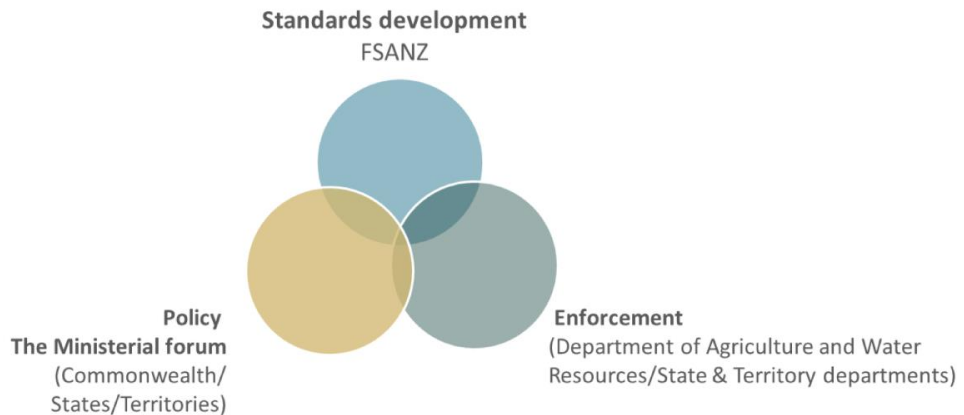 Standards development
FSANZ
Policy
The Ministerial forum
(Commonwealth/
States/Territories)
Enforcement
(Department of Agriculture and Water
Resources/State & Territory departments)